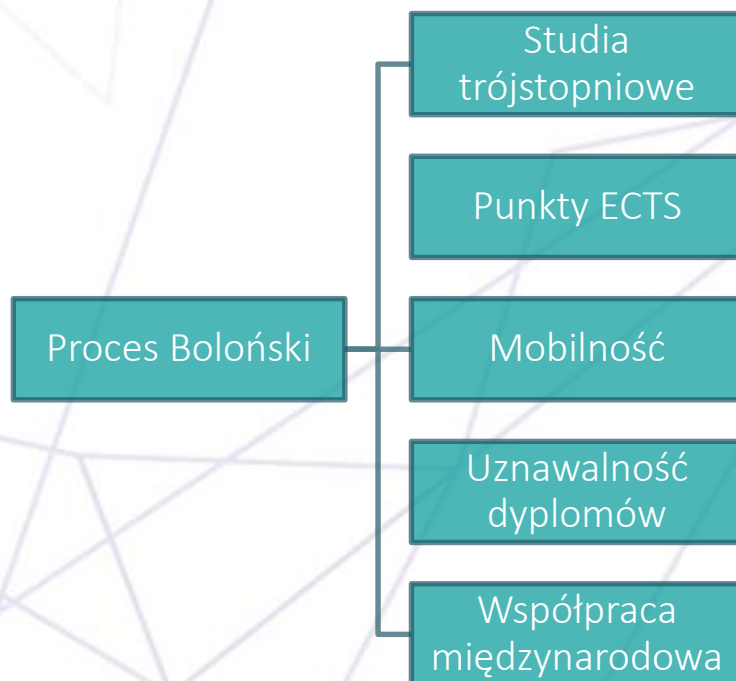 Studia
trójstopniowe
Punkty ECTS
Proces Boloński
Mobilność
Uznawalność
dyplomów
Współpraca
międzynarodowa